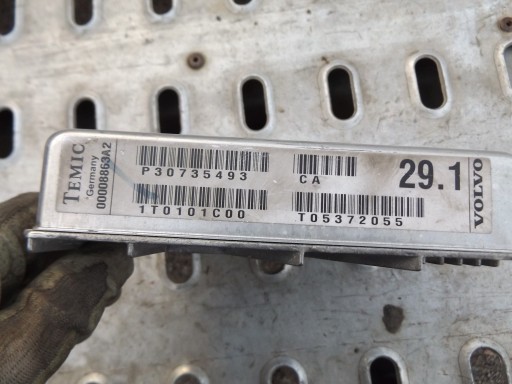 TEMIC
Germany
00008863A2
P30735493
CA
1T0101C00
T05372055
29.1
VOLVO